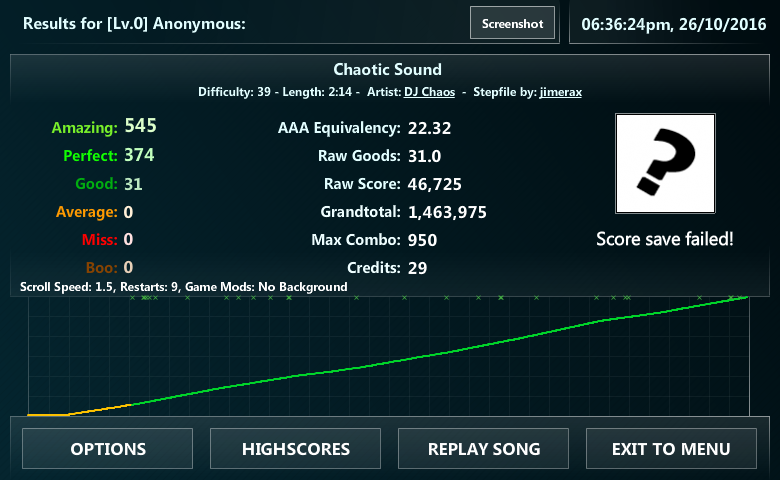 Results for [Lv.0] Anonymous:
Screenshot
06:36:24pm, 26/10/2016
Chaotic Sound
Difficulty: 39 - Length: 2:14 - Artist: DJ Chaos - Stepfile by: jimerax
Amazing: 545
AAA Equivalency: 22.32
Perfect: 374
Raw Goods: 31.0
Good: 31
Raw Score: 46,725
Average: 0
Grandtotal: 1,463,975
Miss: 0
Max Combo: 950
Boo: 0
Credits: 29
?
Score save failed!
Scroll Speed: 1.5, Restarts: 9, Game Mods: No Background
OPTIONS
HIGHSCORES
REPLAY SONG
EXIT TO MENU